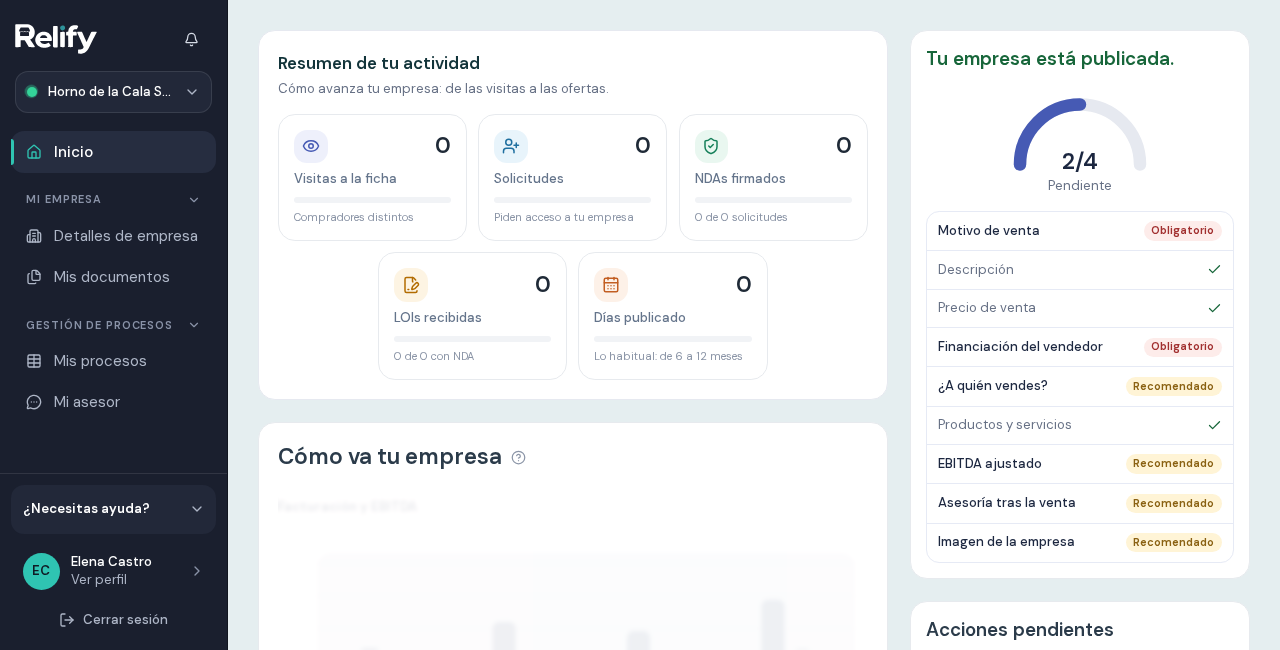 Relify
Horno de la Cala S...
Inicio
MI EMPRESA
Detalles de empresa
Mis documentos
GESTIÓN DE PROCESOS
Mis procesos
Mi asesor
¿Necesitas ayuda?
EC
Elena Castro
Ver perfil
Cerrar sesión
Resumen de tu actividad
Cómo avanza tu empresa: de las visitas a las ofertas.
0
Visitas a la ficha
Compradores distintos
0
Solicitudes
Piden acceso a tu empresa
0
NDAs firmados
0 de 0 solicitudes
0
LOIs recibidas
0 de 0 con NDA
0
Días publicado
Lo habitual: de 6 a 12 meses
Cómo va tu empresa
Facturación y EBITDA
Tu empresa está publicada.
2/4
Pendiente
Motivo de venta Obligatorio
Descripción
Precio de venta
Financiación del vendedor Obligatorio
¿A quién vendes? Recomendado
Productos y servicios
EBITDA ajustado Recomendado
Asesoría tras la venta Recomendado
Imagen de la empresa Recomendado
Acciones pendientes